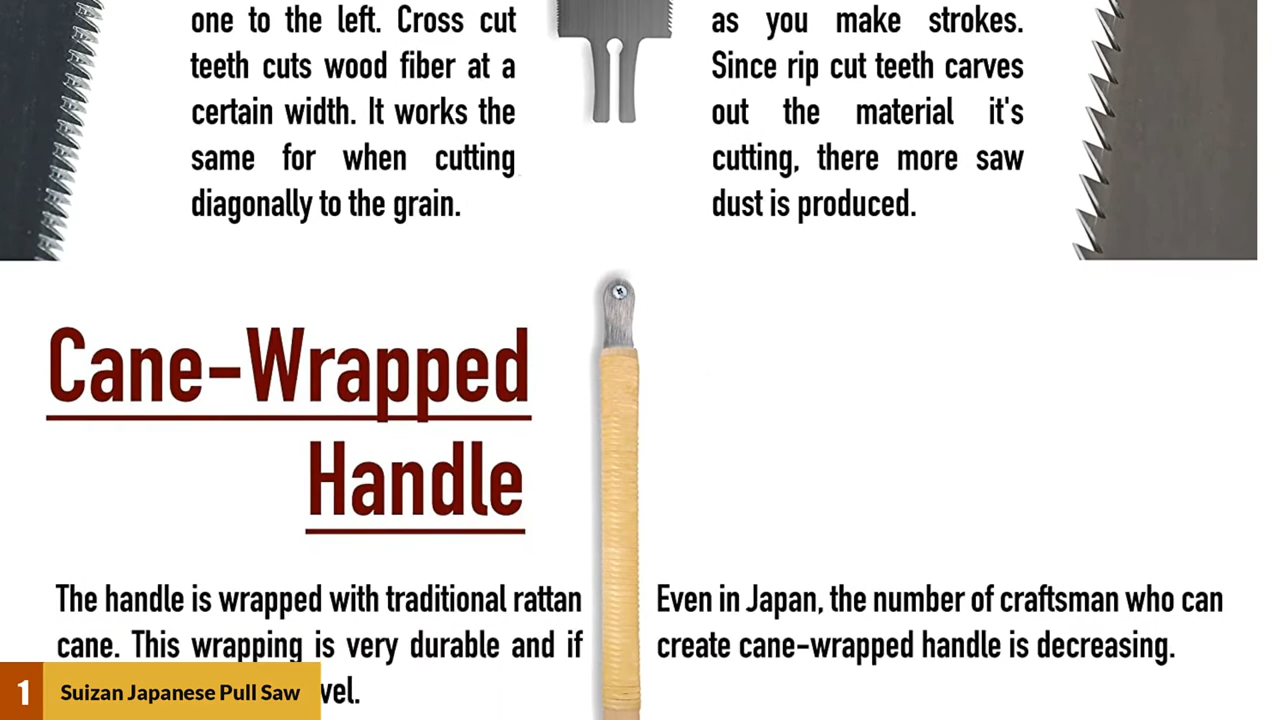 one to the left. Cross cut
teeth cuts wood fiber at a
certain width. It works the
same for when cutting
diagonally to the grain.
as you make strokes.
Since rip cut teeth carves
out the material it's
cutting, there more saw
dust is produced.
Cane-Wrapped
Handle
The handle is wrapped with traditional rattan
cane. This wrapping is very durable and if
vel.
Even in Japan, the number of craftsman who can
create cane-wrapped handle is decreasing.
1 Suizan Japanese Pull Saw